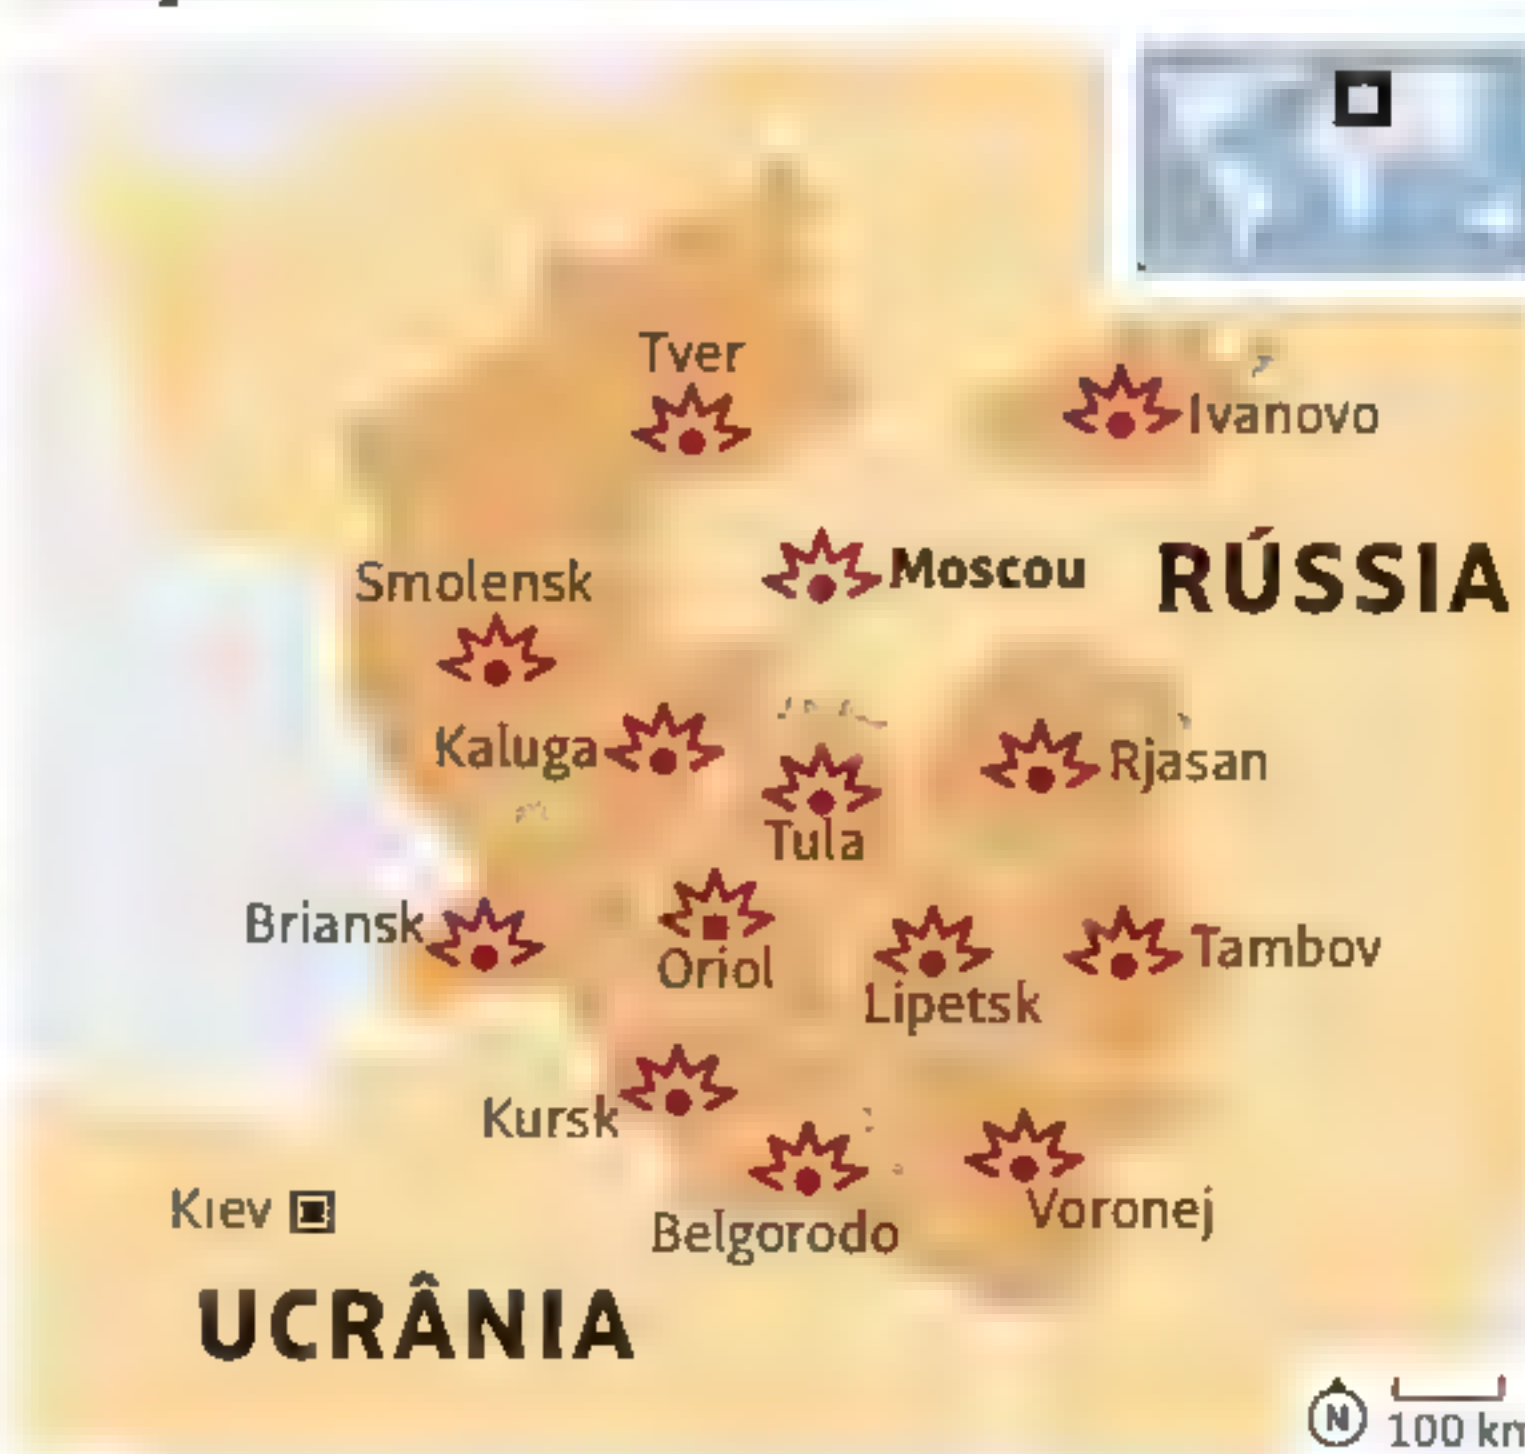 Tver
Ivanovo
Moscou
RÚSSIA
Smolensk
Kaluga
Rjasan
Tula
Briansk
Oriol
Tambov
Lipetsk
Kursk
Voronej
Kiev
Belgorodo
UCRÂNIA
N
100 km